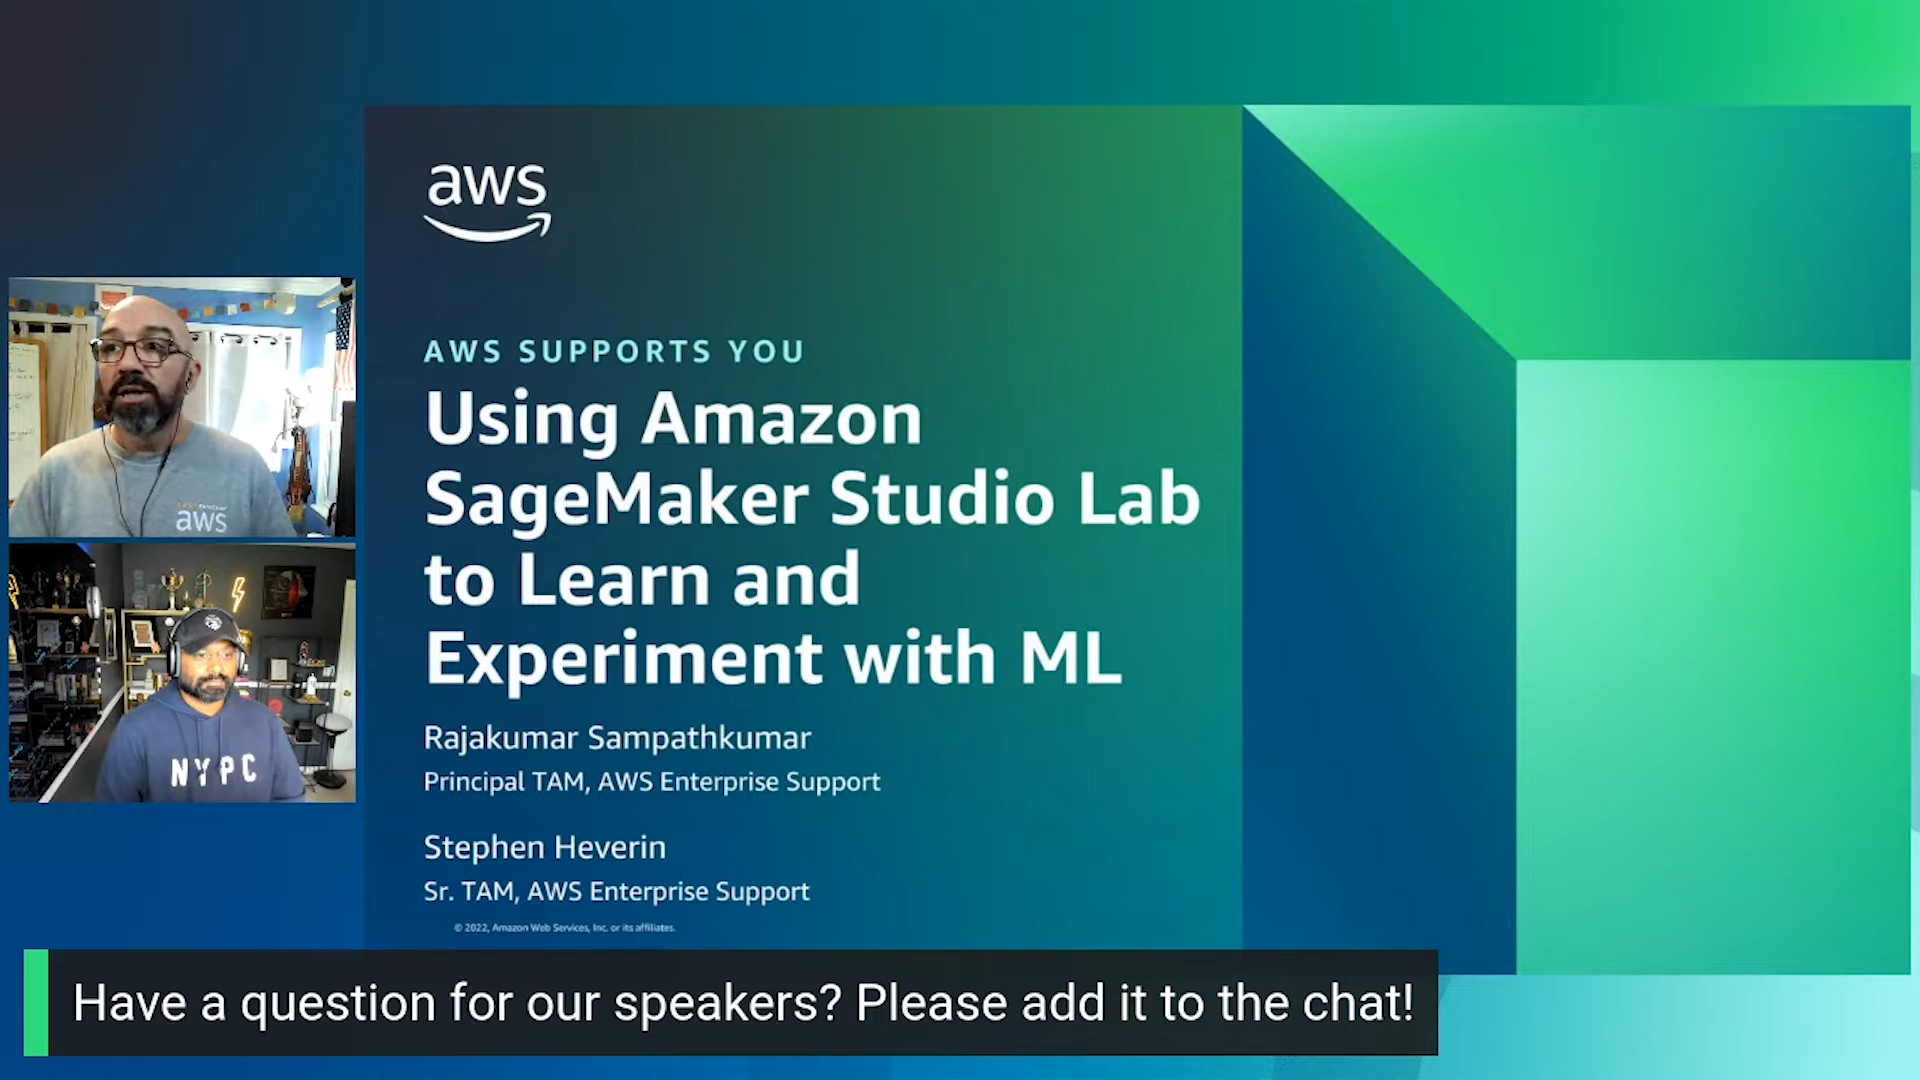 aws
AWS SUPPORTS YOU
Using Amazon
SageMaker Studio Lab
to Learn and
Experiment with ML
Rajakumar Sampathkumar
Principal TAM, AWS Enterprise Support
Stephen Heverin
Sr. TAM, AWS Enterprise Support
© 2022, Amazon Web Services, Inc. or its affiliates.
aws
NYPC
Have a question for our speakers? Please add it to the chat!